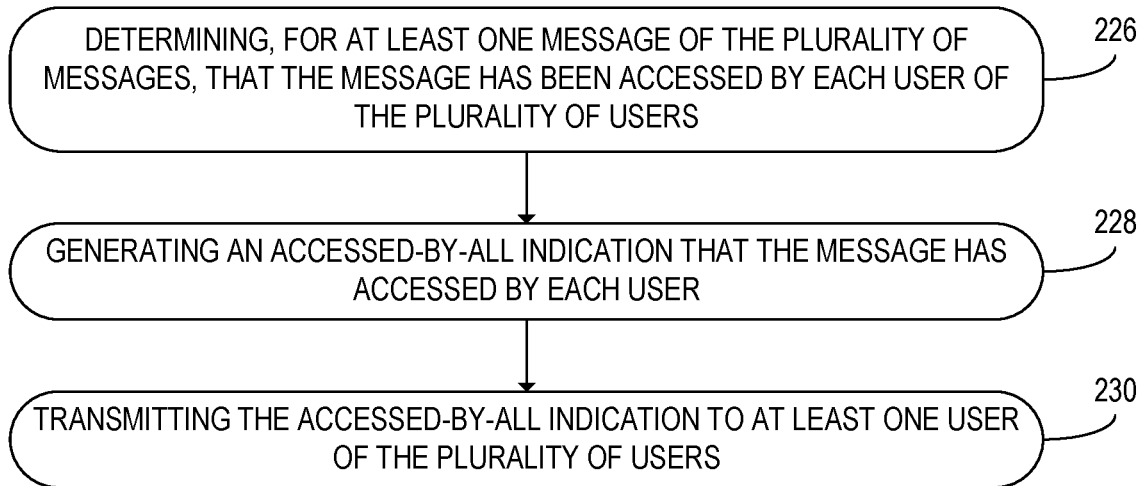 DETERMINING, FOR AT LEAST ONE MESSAGE OF THE PLURALITY OF
MESSAGES, THAT THE MESSAGE HAS BEEN ACCESSED BY EACH USER OF
THE PLURALITY OF USERS
226
GENERATING AN ACCESSED-BY-ALL INDICATION THAT THE MESSAGE HAS
ACCESSED BY EACH USER
228
TRANSMITTING THE ACCESSED-BY-ALL INDICATION TO AT LEAST ONE USER
OF THE PLURALITY OF USERS
230